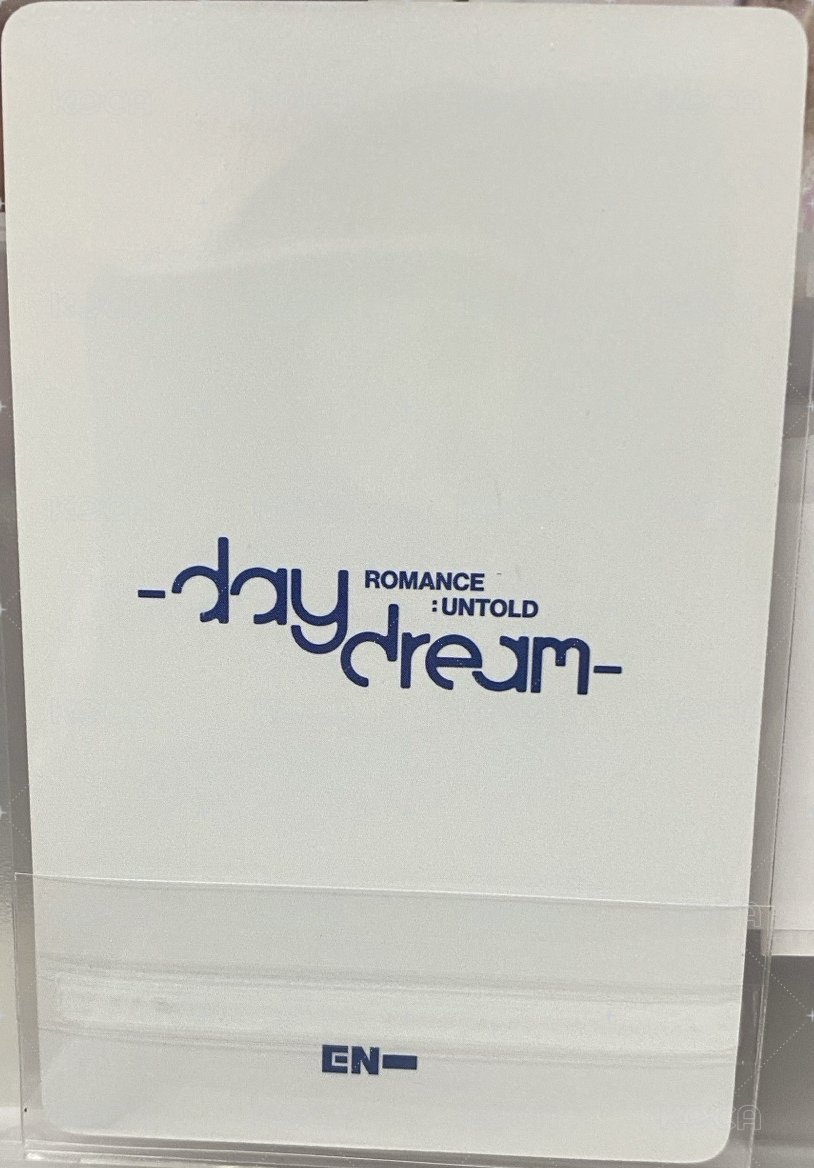 -day
ROMANCE
:UNTOLD
dream-
EN-